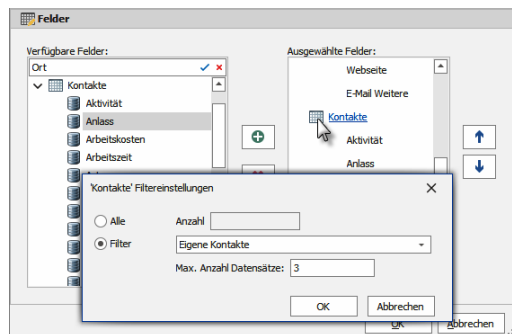 Felder
Verfügbare Felder:
Ausgewählte Felder:
Ort
Webseite
Kontakte
E-Mail Weitere
Aktivität
Kontakte
Anlass
Arbeitskosten
Aktivität
Arbeitszeit
Anlass
'Kontakte' Filtereinstellungen
Alle
Anzahl
Filter
Eigene Kontakte
Max. Anzahl Datensätze:
3
OK
Abbrechen
OK
Abbrechen